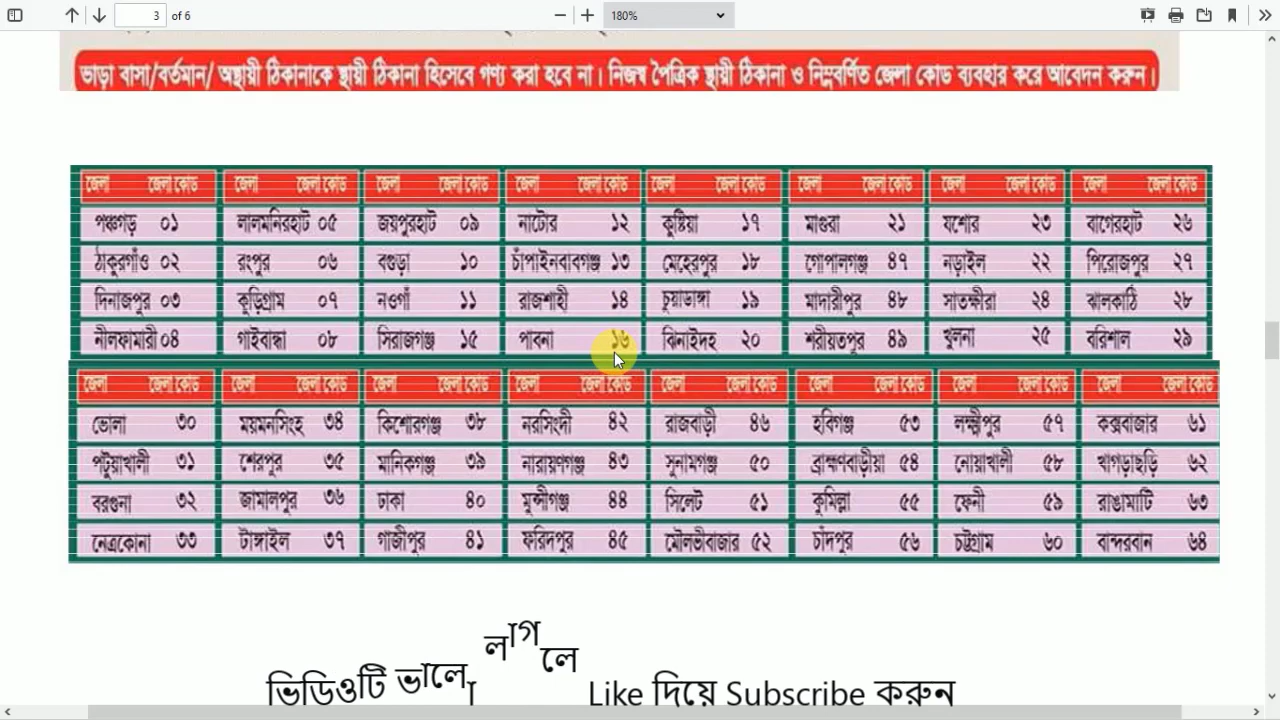 3 of 6 180%
ভাড়া বাসা/বর্তমান/ অস্থায়ী ঠিকানাকে স্থায়ী ঠিকানা হিসেবে গণ্য করা হবে না। নিজস্ব পৈত্রিক স্থায়ী ঠিকানা ও নিম্নবর্ণিত জেলা কোড ব্যবহার করে আবেদন করুন।
জেলা জেলা কোড জেলা জেলা কোড জেলা জেলা কোড জেলা জেলা কোড জেলা জেলা কোড জেলা জেলা কোড জেলা জেলা কোড জেলা জেলা কোড
পঞ্চগড় ০১ লালমনিরহাট ০৫ জয়পুরহাট ০৯ নাটোর ১২ কুষ্টিয়া ১৭ মাগুরা ২১ যশোর ২৩ বাগেরহাট ২৬
ঠাকুরগাঁও ০২ রংপুর ০৬ বগুড়া ১০ চাঁপাইনবাবগঞ্জ ১৩ মেহেরপুর ১৮ গোপালগঞ্জ ৪৭ নড়াইল ২২ পিরোজপুর ২৭
দিনাজপুর ০৩ কুড়িগ্রাম ০৭ নওগাঁ ১১ রাজশাহী ১৪ চুয়াডাঙ্গা ১৯ মাদারীপুর ৪৮ সাতক্ষীরা ২৪ ঝালকাঠি ২৮
নীলফামারী ০৪ গাইবান্ধা ০৮ সিরাজগঞ্জ ১৫ পাবনা ১৬ ঝিনাইদহ ২০ শরীয়তপুর ৪৯ খুলনা ২৫ বরিশাল ২৯
জেলা জেলা কোড জেলা জেলা কোড জেলা জেলা কোড জেলা জেলা কোড জেলা জেলা কোড জেলা জেলা কোড জেলা জেলা কোড জেলা জেলা কোড
ভোলা ৩০ ময়মনসিংহ ৩৪ কিশোরগঞ্জ ৩৮ নরসিংদী ৪২ রাজবাড়ী ৪৬ হবিগঞ্জ ৫৩ লক্ষ্মীপুর ৫৭ কক্সবাজার ৬১
পটুয়াখালী ৩১ শেরপুর ৩৫ মানিকগঞ্জ ৩৯ নারায়ণগঞ্জ ৪৩ সুনামগঞ্জ ৫০ ব্রাহ্মণবাড়ীয়া ৫৪ নোয়াখালী ৫৮ খাগড়াছড়ি ৬২
বরগুনা ৩২ জামালপুর ৩৬ ঢাকা ৪০ মুন্সীগঞ্জ ৪৪ সিলেট ৫১ কুমিল্লা ৫৫ ফেনী ৫৯ রাঙামাটি ৬৩
নেত্রকোনা ৩৩ টাঙ্গাইল ৩৭ গাজীপুর ৪১ ফরিদপুর ৪৫ মৌলভীবাজার ৫২ চাঁদপুর ৫৬ চট্টগ্রাম ৬০ বান্দরবান ৬৪
ভিডিওটি ভালো লাগলে Like দিয়ে Subscribe করুন